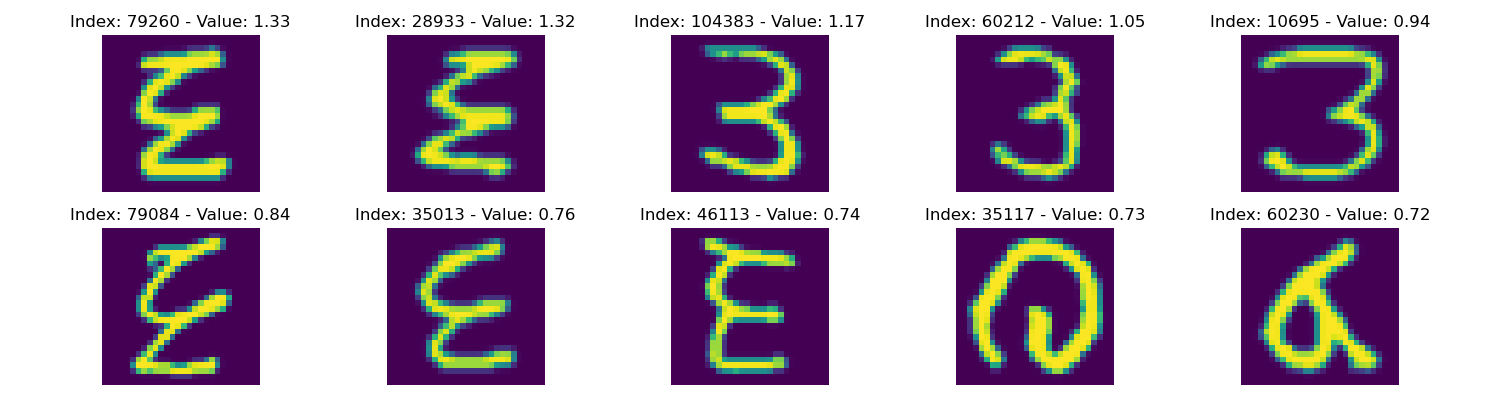 Index: 79260 - Value: 1.33
Index: 28933 - Value: 1.32
Index: 104383 - Value: 1.17
Index: 60212 - Value: 1.05
Index: 10695 - Value: 0.94
Index: 79084 - Value: 0.84
Index: 35013 - Value: 0.76
Index: 46113 - Value: 0.74
Index: 35117 - Value: 0.73
Index: 60230 - Value: 0.72